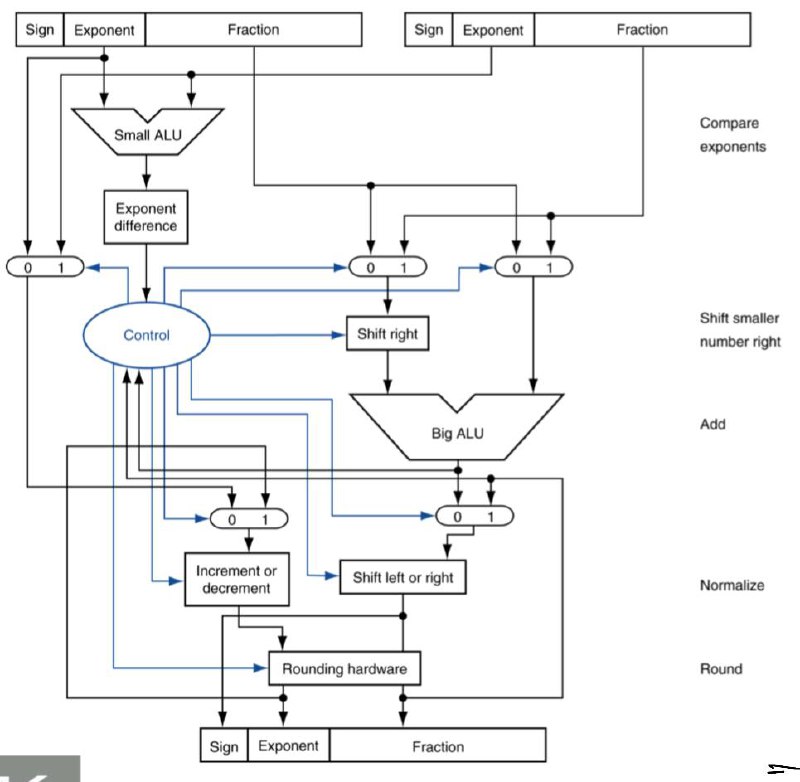 Sign Exponent Fraction Sign Exponent Fraction
Compare
exponents
Small ALU
Exponent
difference
0 1 0 1 0 1
Control
Shift right
Shift smaller
number right
Add
Big ALU
0 1 0 1
Increment or
decrement
Shift left or right
Normalize
Rounding hardware
Round
Sign Exponent Fraction